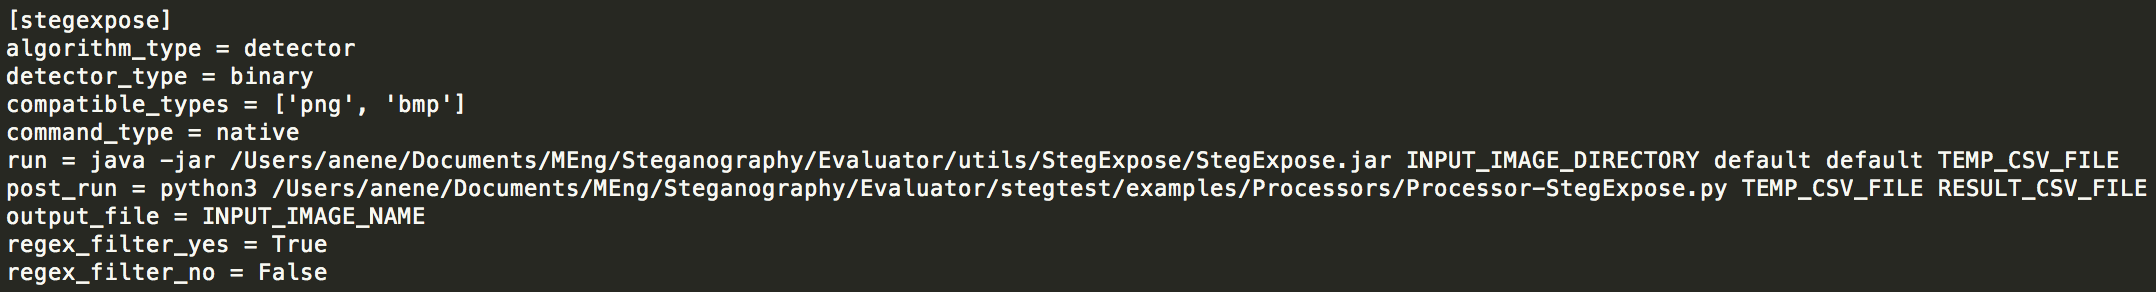 [stegexpose]
algorithm_type = detector
detector_type = binary
compatible_types = ['png', 'bmp']
command_type = native
run = java -jar /Users/anene/Documents/MEng/Steganography/Evaluator/utils/StegExpose/StegExpose.jar INPUT_IMAGE_DIRECTORY default default TEMP_CSV_FILE
post_run = python3 /Users/anene/Documents/MEng/Steganography/Evaluator/stegtest/examples/Processors/Processor-StegExpose.py TEMP_CSV_FILE RESULT_CSV_FILE
output_file = INPUT_IMAGE_NAME
regex_filter_yes = True
regex_filter_no = False